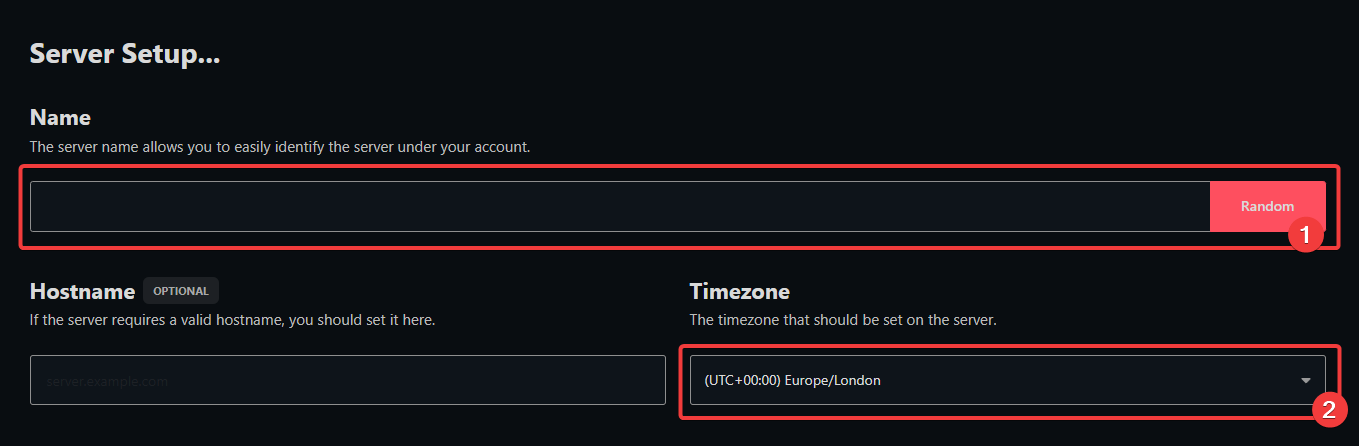 Server Setup...
Name
The server name allows you to easily identify the server under your account.
Random
1
Hostname OPTIONAL
If the server requires a valid hostname, you should set it here.
server.example.com
Timezone
The timezone that should be set on the server.
(UTC+00:00) Europe/London
2